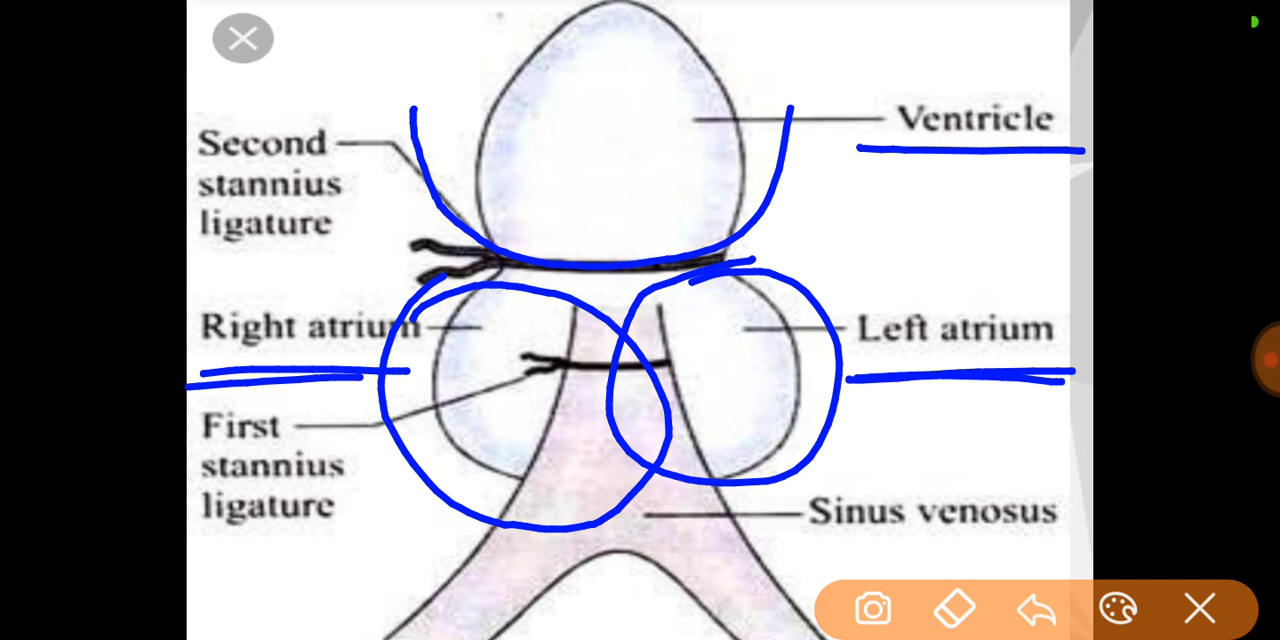 Ventricle
Second
stannius
ligature
Right atrium
Left atrium
First
stannius
ligature
Sinus venosus